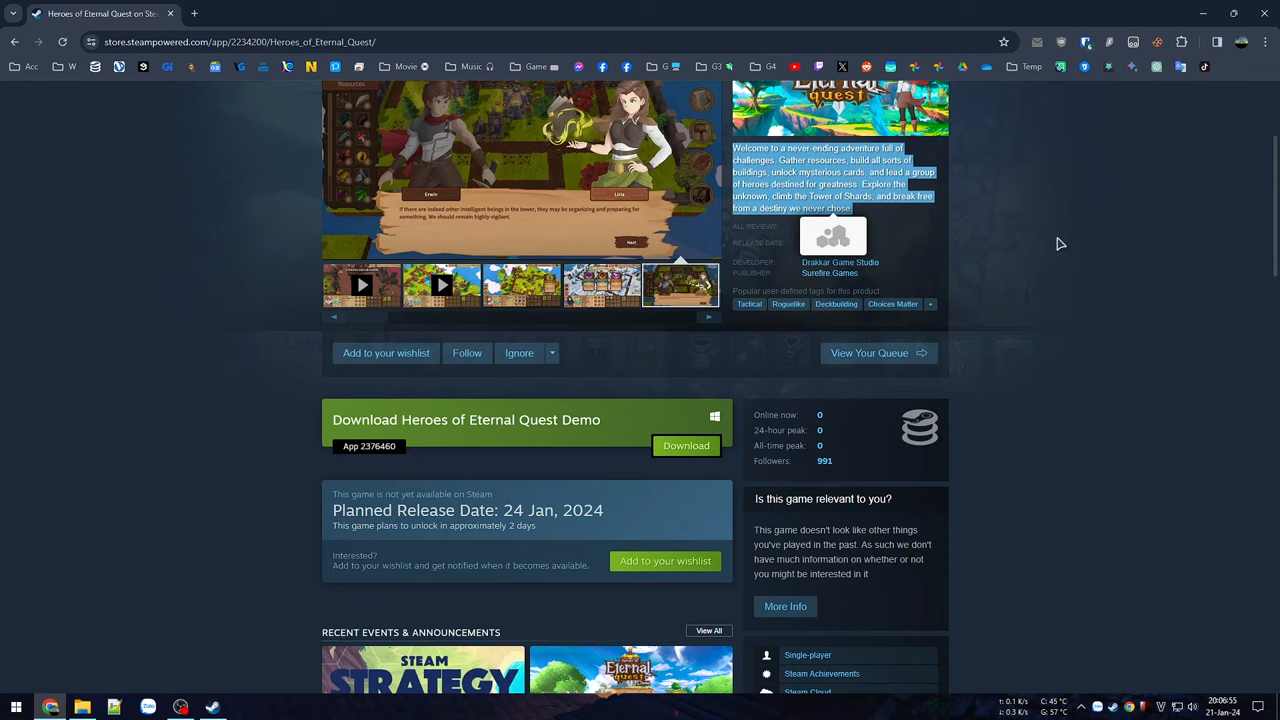 Heroes of Eternal Quest on Ste
store.steampowered.com/app/2234200/Heroes_of_Eternal_Quest/
Acc
W
Movie
Music
Game
G
G3
G4
Temp
Resources
Eternal
quest
Erwin
Liria
If there are indeed other intelligent beings in the tower, they may be organizing and preparing for
something. We should remain highly vigilant.
Next
Welcome to a never-ending adventure full of
challenges. Gather resources, build all sorts of
buildings, unlock mysterious cards, and lead a group
of heroes destined for greatness. Explore the
unknown, climb the Tower of Shards, and break free
from a destiny we never chose.
ALL REVIEWS:
RELEASE DATE:
DEVELOPER:
Drakkar Game Studio
PUBLISHER:
Surefire.Games
Popular user-defined tags for this product:
Tactical
Roguelike
Deckbuilding
Choices Matter
+
Add to your wishlist
Follow
Ignore
View Your Queue
Download Heroes of Eternal Quest Demo
App 2376460
Download
Online now: 0
24-hour peak: 0
All-time peak: 0
Followers: 991
This game is not yet available on Steam
Planned Release Date: 24 Jan, 2024
This game plans to unlock in approximately 2 days
Interested?
Add to your wishlist and get notified when it becomes available.
Add to your wishlist
Is this game relevant to you?
This game doesn't look like other things
you've played in the past. As such we don't
have much information on whether or not
you might be interested in it
More Info
RECENT EVENTS & ANNOUNCEMENTS
View All
STEAM
STRATEGY
Eternal
Single-player
Steam Achievements
Steam Cloud
Zalo
↑: 0.1 K/s
↓: 0.3 K/s
C: 45 °C
G: 57 °C
20:06:55
21-Jan-24